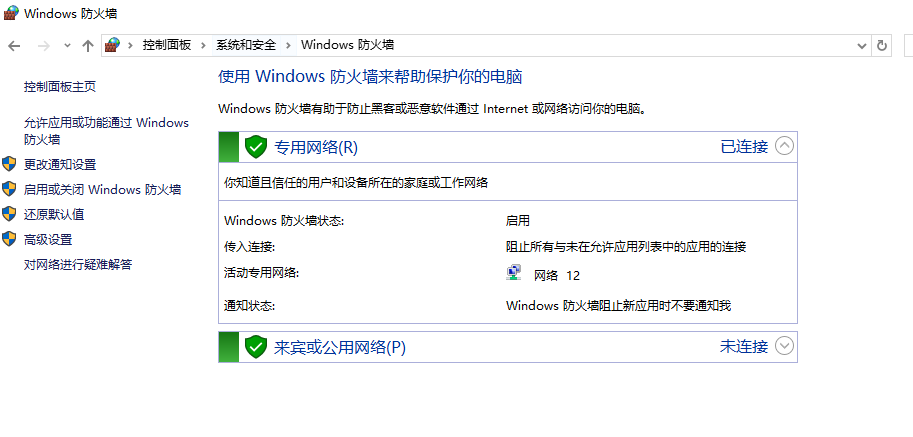 Windows 防火墙
控制面板 系统和安全 Windows 防火墙
控制面板主页
允许应用或功能通过 Windows
防火墙
更改通知设置
启用或关闭 Windows 防火墙
还原默认值
高级设置
对网络进行疑难解答
使用 Windows 防火墙来帮助保护你的电脑
Windows 防火墙有助于防止黑客或恶意软件通过 Internet 或网络访问你的电脑。
专用网络(R) 已连接
你知道且信任的用户和设备所在的家庭或工作网络
Windows 防火墙状态: 启用
传入连接: 阻止所有与未在允许应用列表中的应用的连接
活动专用网络: 网络 12
通知状态: Windows 防火墙阻止新应用时不要通知我
来宾或公用网络(P) 未连接